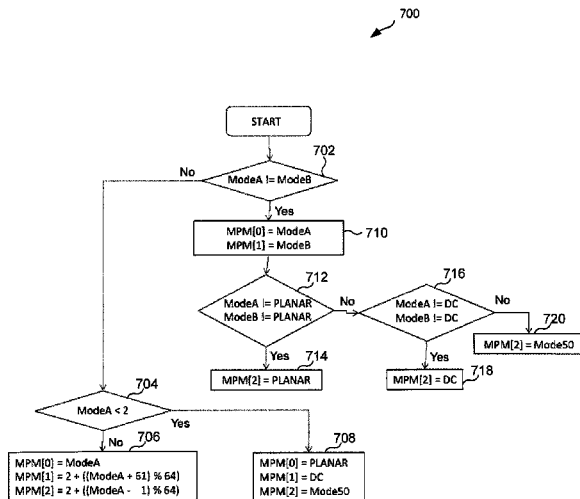 700
START
702
ModeA != ModeB
No
Yes
MPM[0] = ModeA
MPM[1] = ModeB
710
712
ModeA != PLANAR
ModeB != PLANAR
No
716
ModeA != DC
ModeB != DC
No
720
MPM[2] = Mode50
Yes
714
MPM[2] = PLANAR
Yes
MPM[2] = DC
718
704
ModeA < 2
Yes
No
706
MPM[0] = ModeA
MPM[1] = 2 + ((ModeA + 61) % 64)
MPM[2] = 2 + ((ModeA - 1) % 64)
708
MPM[0] = PLANAR
MPM[1] = DC
MPM[2] = Mode50